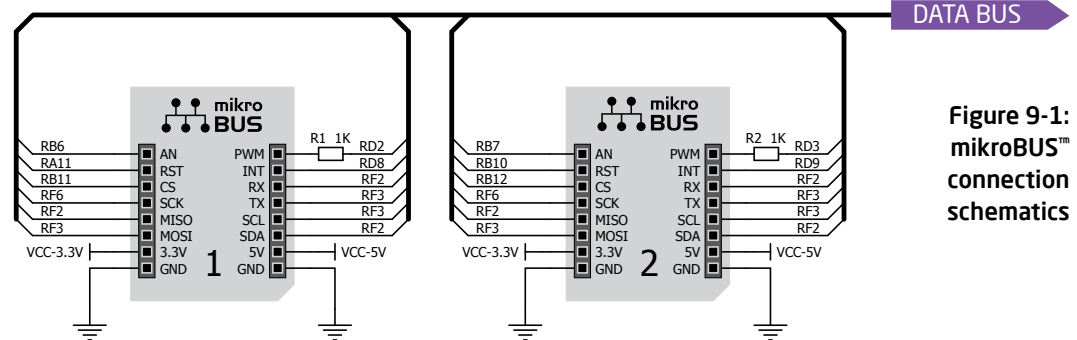 DATA BUS
mikro
BUS
R1 1K
RB6 AN PWM RD2
RA11 RST INT RD8
RB11 CS RX RF2
RF6 SCK TX RF3
RF2 MISO SCL RF3
RF3 MOSI SDA RF2
VCC-3.3V 3.3V 5V VCC-5V
GND 1 GND
mikro
BUS
R2 1K
RB7 AN PWM RD3
RB10 RST INT RD9
RB12 CS RX RF2
RF6 SCK TX RF3
RF2 MISO SCL RF3
RF3 MOSI SDA RF2
VCC-3.3V 3.3V 5V VCC-5V
GND 2 GND
Figure 9-1:
mikroBUS™
connection
schematics